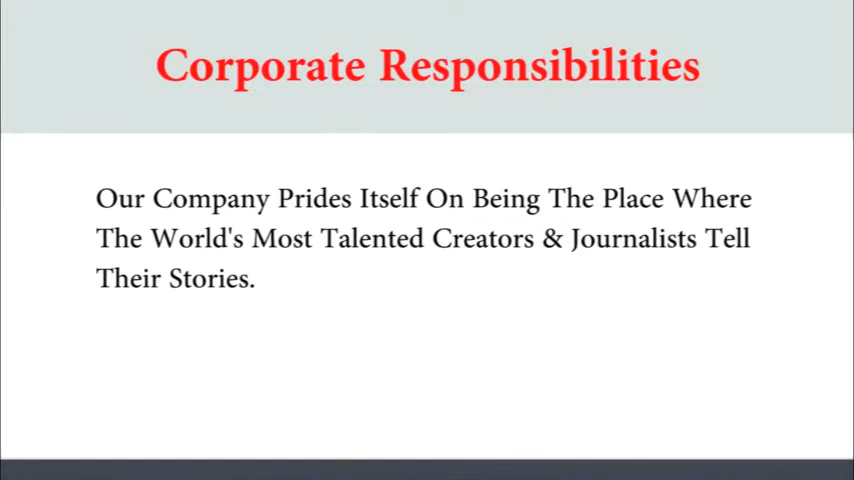 Corporate Responsibilities
Our Company Prides Itself On Being The Place Where
The World's Most Talented Creators & Journalists Tell
Their Stories.